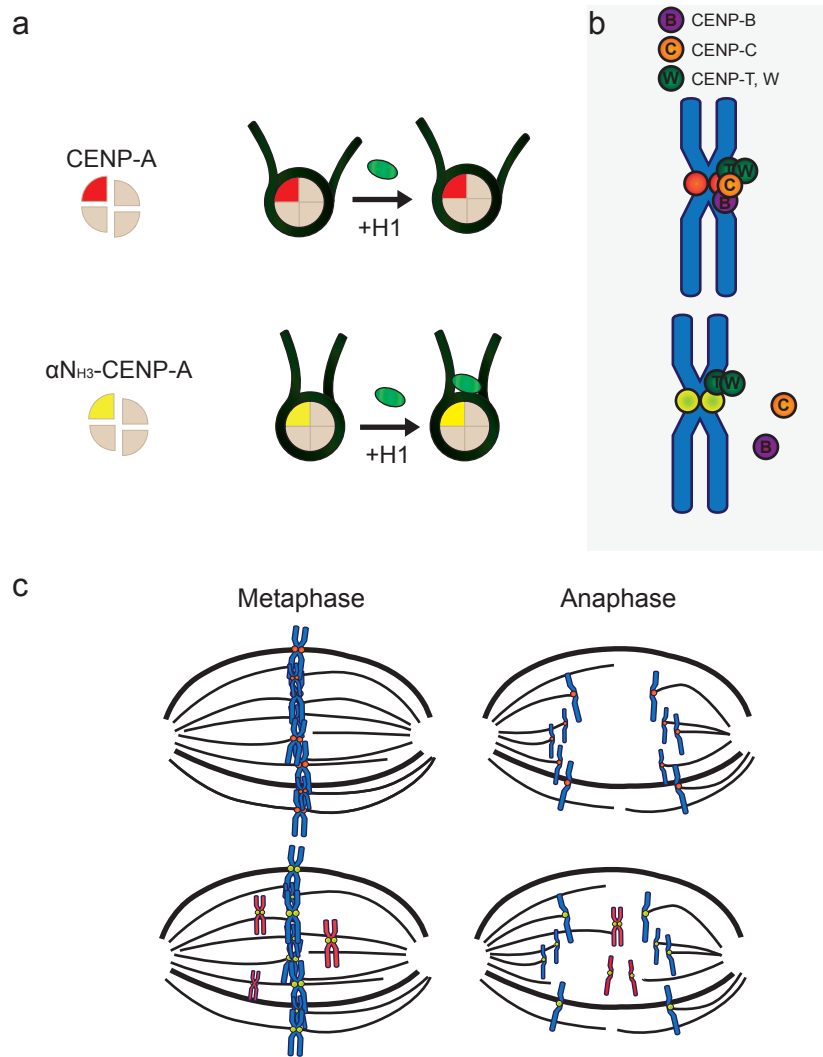 a
CENP-A
+H1
αNH3-CENP-A
+H1
b
B CENP-B
C CENP-C
W CENP-T, W
T W
C
B
T W
C
B
c
Metaphase
Anaphase